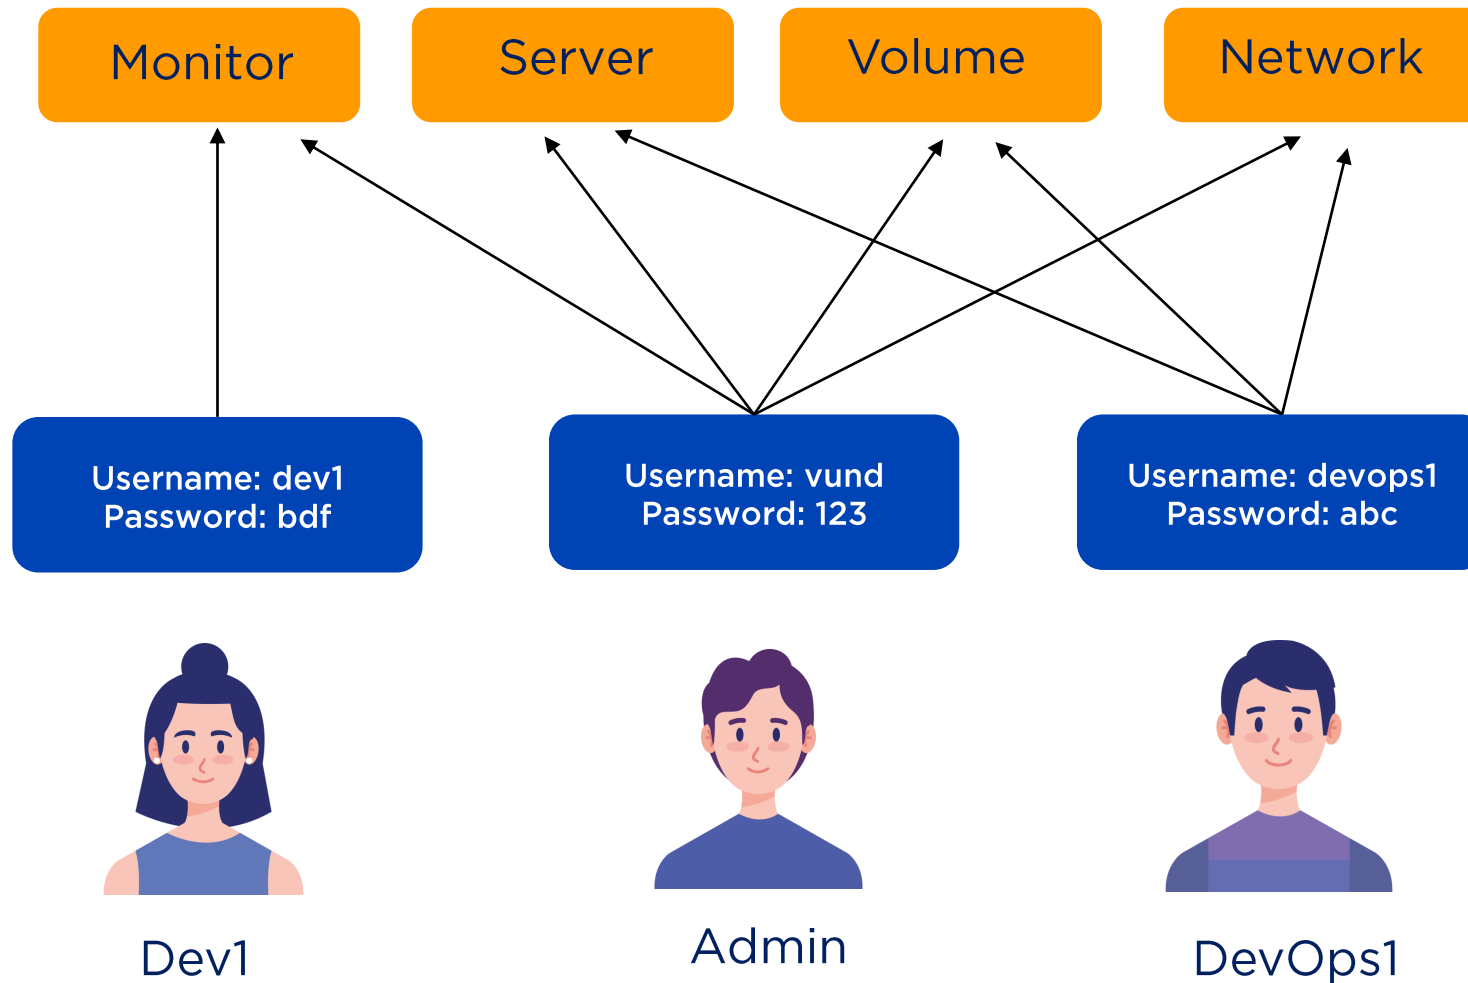 Monitor
Server
Volume
Network
Username: dev1
Password: bdf
Username: vund
Password: 123
Username: devops1
Password: abc
Dev1
Admin
DevOps1